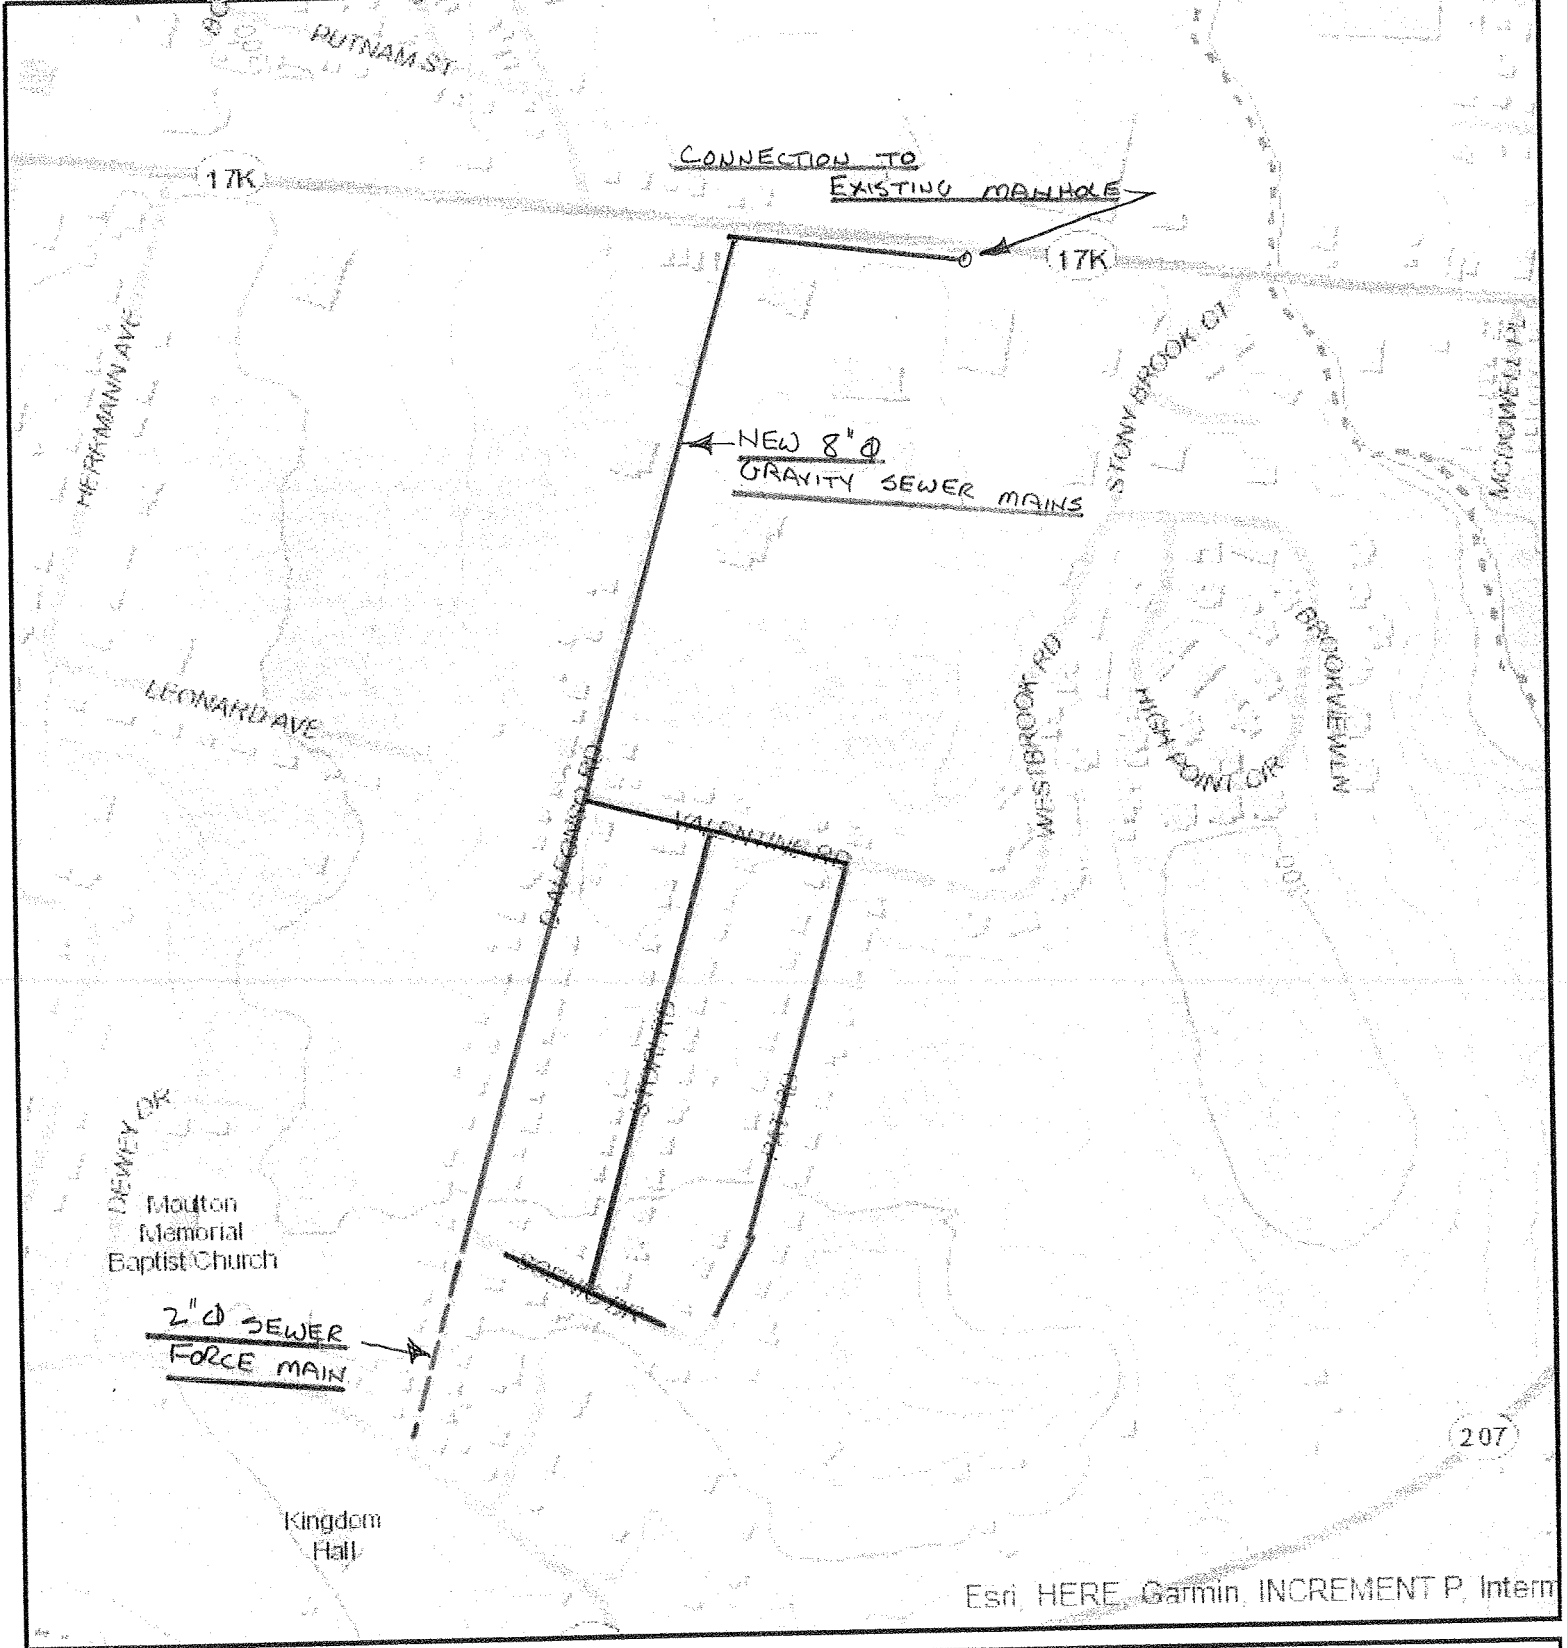 PUTNAM ST
17K
CONNECTION TO
EXISTING MANHOLE
17K
HERRMANN AVE
STONY BROOK CT
MCDOWELL PL
NEW 8"Φ
GRAVITY SEWER MAINS
LEONARD AVE
WESTBROOK RD
HIGH POINT CIR
BROOKVIEW LN
VALENTINE RD
DEWEY DR
Moulton
Memorial
Baptist Church
2"Φ SEWER
FORCE MAIN
207
Kingdom
Hall
Esri, HERE, Garmin, INCREMENT P, Interm